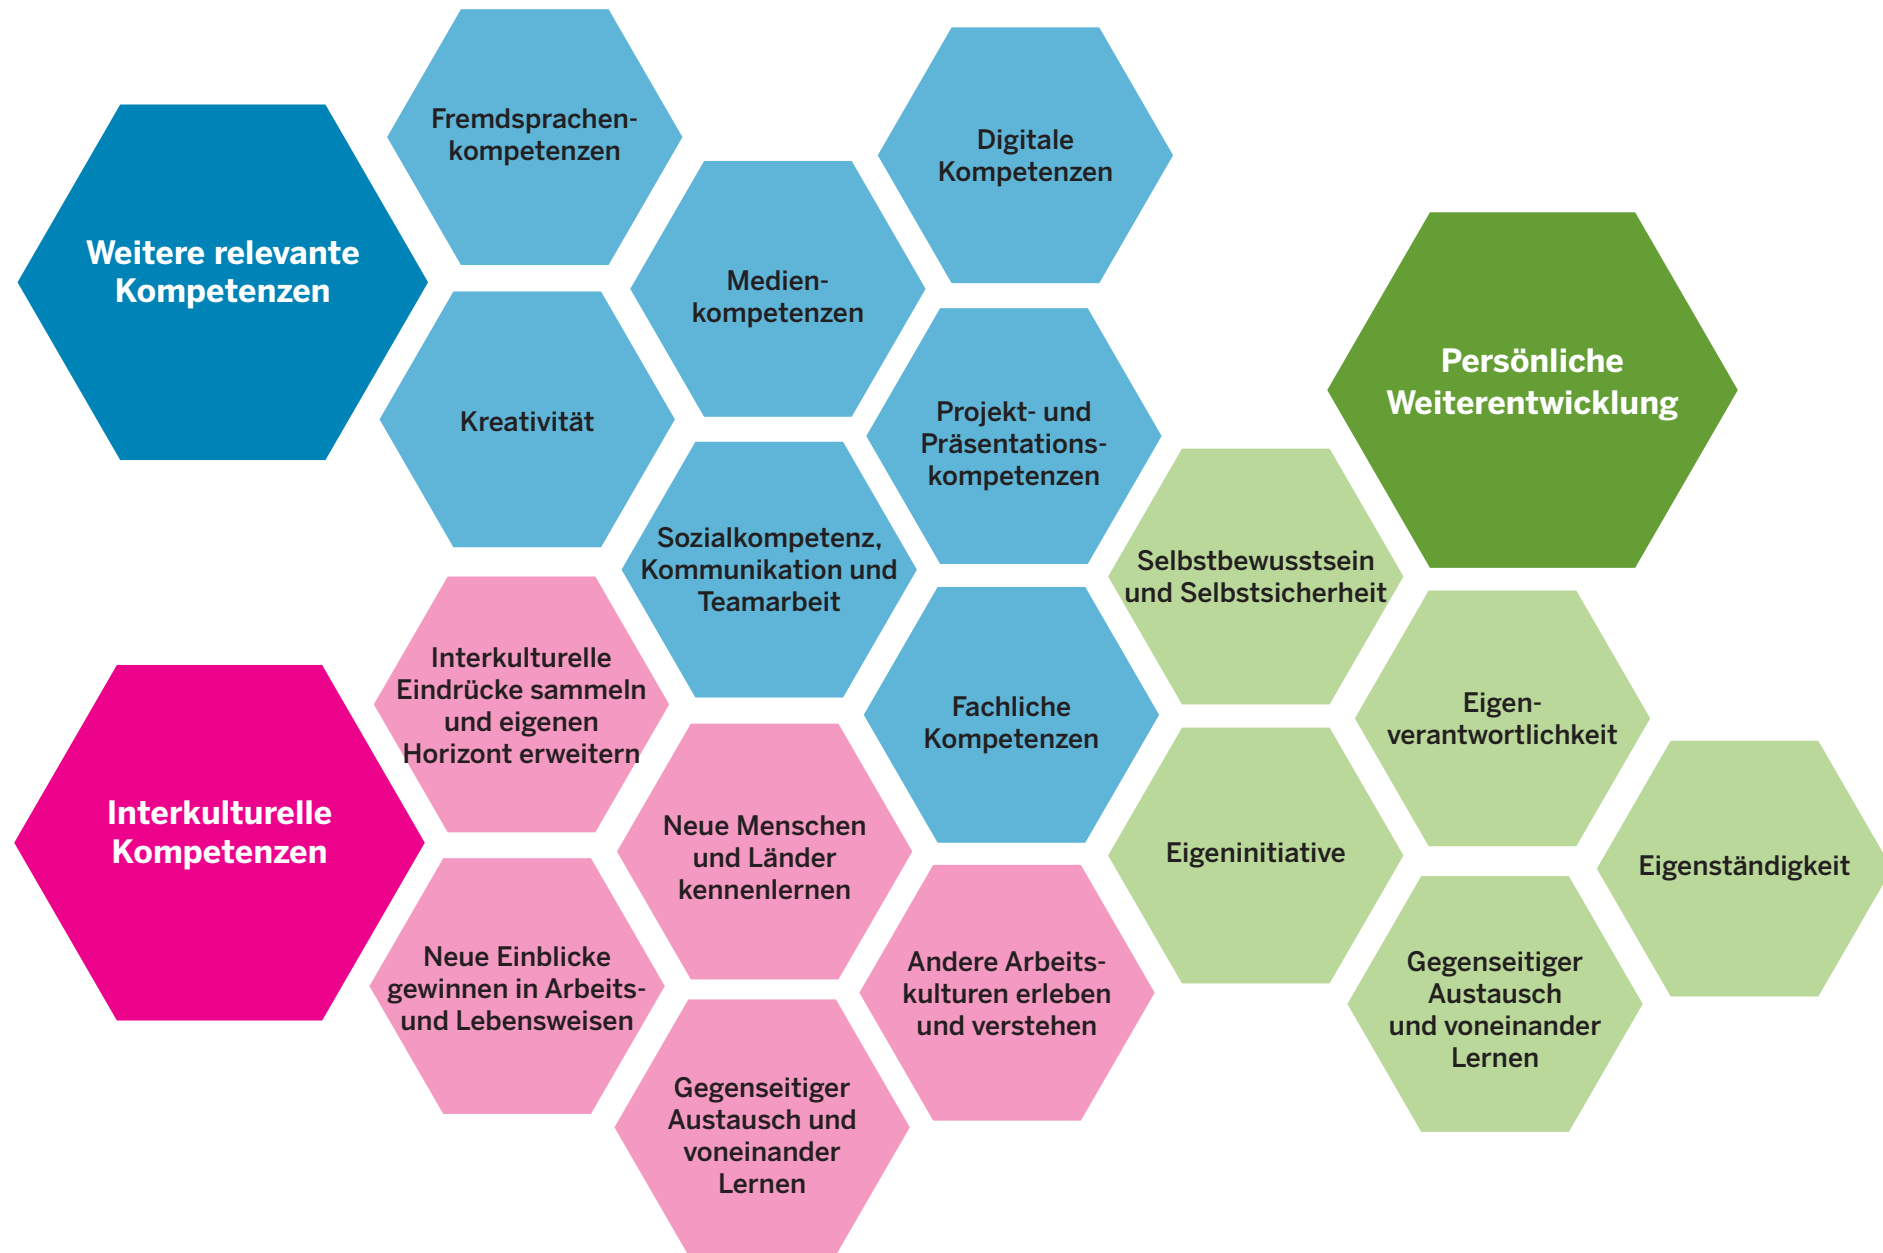 Weitere relevante
Kompetenzen
Fremdsprachen-
kompetenzen
Digitale
Kompetenzen
Medien-
kompetenzen
Kreativität
Projekt- und
Präsentations-
kompetenzen
Sozialkompetenz,
Kommunikation und
Teamarbeit
Fachliche
Kompetenzen
Persönliche
Weiterentwicklung
Selbstbewusstsein
und Selbstsicherheit
Eigen-
verantwortlichkeit
Eigeninitiative
Eigenständigkeit
Gegenseitiger
Austausch
und voneinander
Lernen
Interkulturelle
Kompetenzen
Interkulturelle
Eindrücke sammeln
und eigenen
Horizont erweitern
Neue Menschen
und Länder
kennenlernen
Neue Einblicke
gewinnen in Arbeits-
und Lebensweisen
Andere Arbeits-
kulturen erleben
und verstehen
Gegenseitiger
Austausch und
voneinander
Lernen